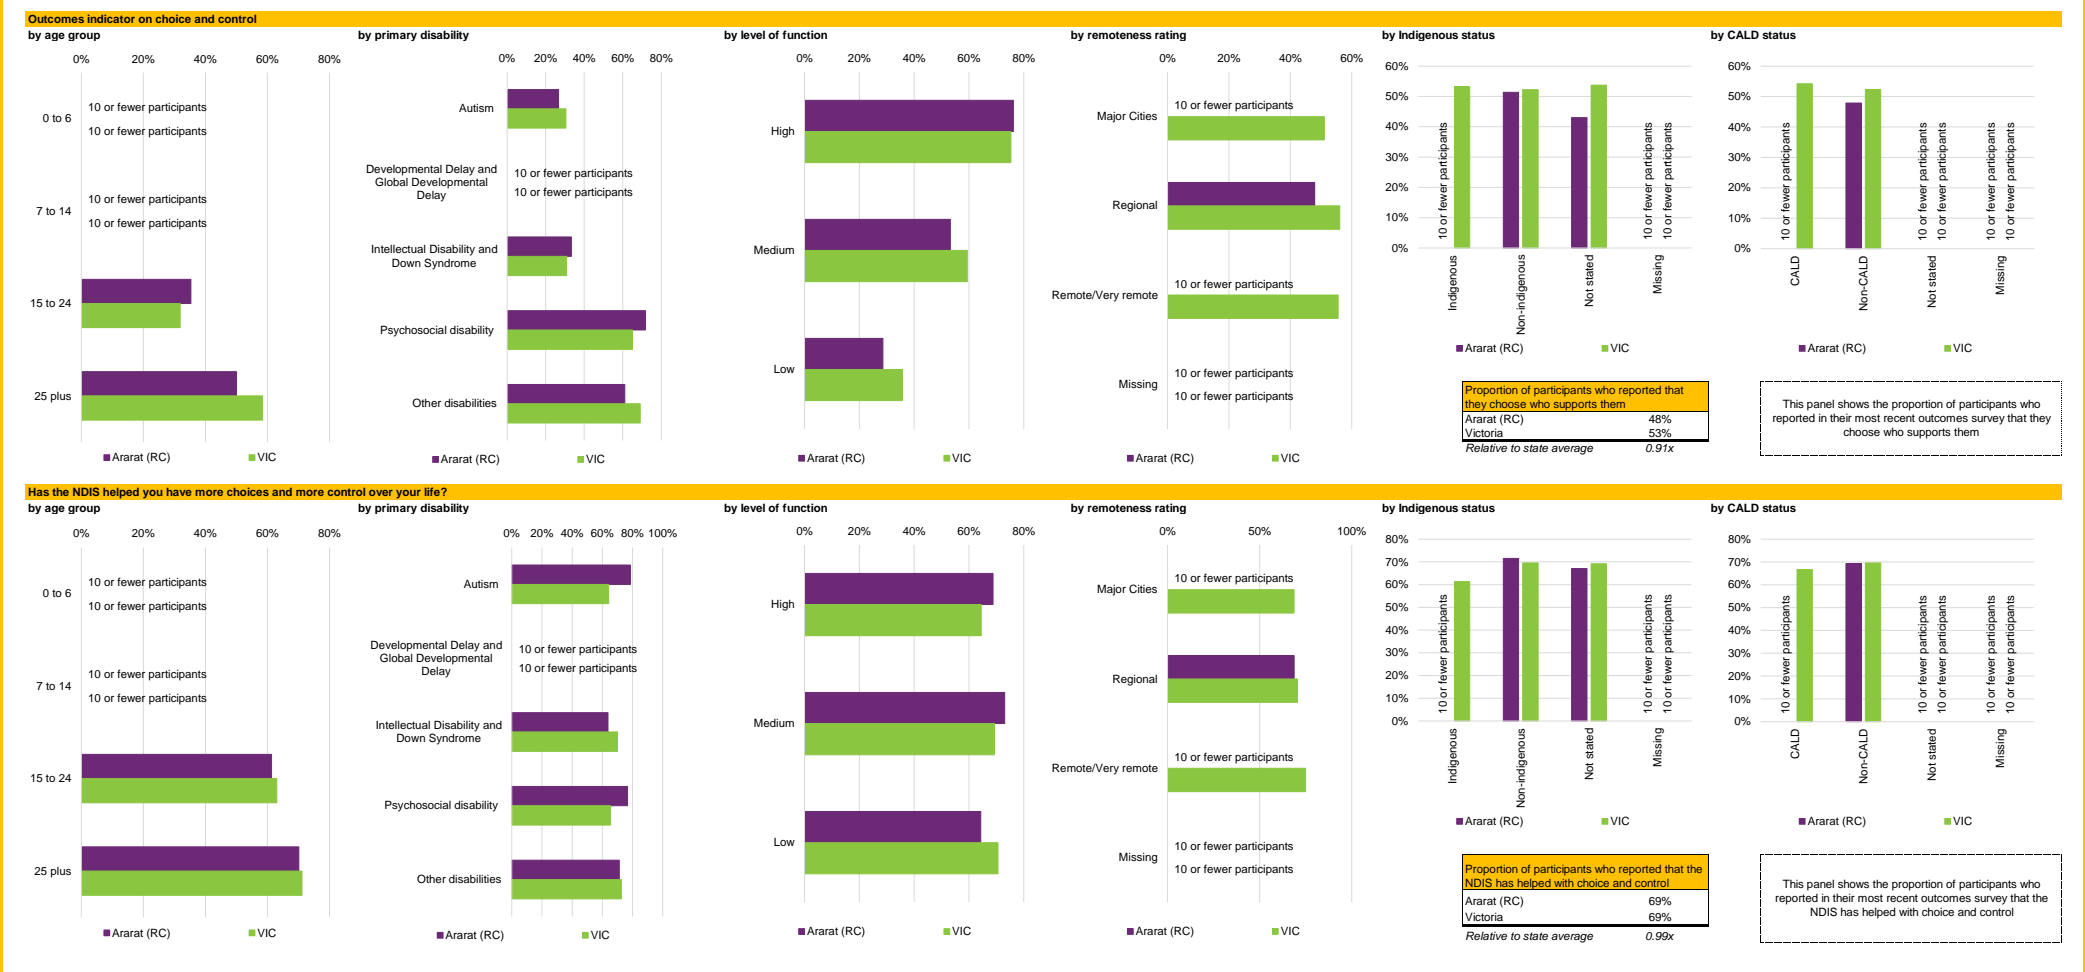 Outcomes indicator on choice and control
by age group
0% 20% 40% 60% 80%
0 to 6
10 or fewer participants
10 or fewer participants
7 to 14
10 or fewer participants
10 or fewer participants
15 to 24
25 plus
Ararat (RC) VIC
by primary disability
0% 20% 40% 60% 80%
Autism
Developmental Delay and
Global Developmental
Delay
10 or fewer participants
10 or fewer participants
Intellectual Disability and
Down Syndrome
Psychosocial disability
Other disabilities
Ararat (RC) VIC
by level of function
0% 20% 40% 60% 80%
High
Medium
Low
Ararat (RC) VIC
by remoteness rating
0% 20% 40% 60%
Major Cities
10 or fewer participants
Regional
Remote/Very remote
10 or fewer participants
Missing
10 or fewer participants
10 or fewer participants
Ararat (RC) VIC
by Indigenous status
60%
50%
40%
30%
20%
10%
0%
10 or fewer participants
10 or fewer participants
10 or fewer participants
Indigenous
Non-indigenous
Not stated
Missing
Ararat (RC) VIC
by CALD status
60%
50%
40%
30%
20%
10%
0%
10 or fewer participants
10 or fewer participants
10 or fewer participants
10 or fewer participants
10 or fewer participants
CALD
Non-CALD
Not stated
Missing
Ararat (RC) VIC
Proportion of participants who reported that
they choose who supports them
Ararat (RC) 48%
Victoria 53%
Relative to state average 0.91x
This panel shows the proportion of participants who
reported in their most recent outcomes survey that they
choose who supports them
Has the NDIS helped you have more choices and more control over your life?
by age group
0% 20% 40% 60% 80%
0 to 6
10 or fewer participants
10 or fewer participants
7 to 14
10 or fewer participants
10 or fewer participants
15 to 24
25 plus
Ararat (RC) VIC
by primary disability
0% 20% 40% 60% 80% 100%
Autism
Developmental Delay and
Global Developmental
Delay
10 or fewer participants
10 or fewer participants
Intellectual Disability and
Down Syndrome
Psychosocial disability
Other disabilities
Ararat (RC) VIC
by level of function
0% 20% 40% 60% 80%
High
Medium
Low
Ararat (RC) VIC
by remoteness rating
0% 50% 100%
Major Cities
10 or fewer participants
Regional
Remote/Very remote
10 or fewer participants
Missing
10 or fewer participants
10 or fewer participants
Ararat (RC) VIC
by Indigenous status
80%
70%
60%
50%
40%
30%
20%
10%
0%
10 or fewer participants
10 or fewer participants
10 or fewer participants
Indigenous
Non-indigenous
Not stated
Missing
Ararat (RC) VIC
by CALD status
80%
70%
60%
50%
40%
30%
20%
10%
0%
10 or fewer participants
10 or fewer participants
10 or fewer participants
10 or fewer participants
10 or fewer participants
CALD
Non-CALD
Not stated
Missing
Ararat (RC) VIC
Proportion of participants who reported that the
NDIS has helped with choice and control
Ararat (RC) 69%
Victoria 69%
Relative to state average 0.99x
This panel shows the proportion of participants who
reported in their most recent outcomes survey that the
NDIS has helped with choice and control